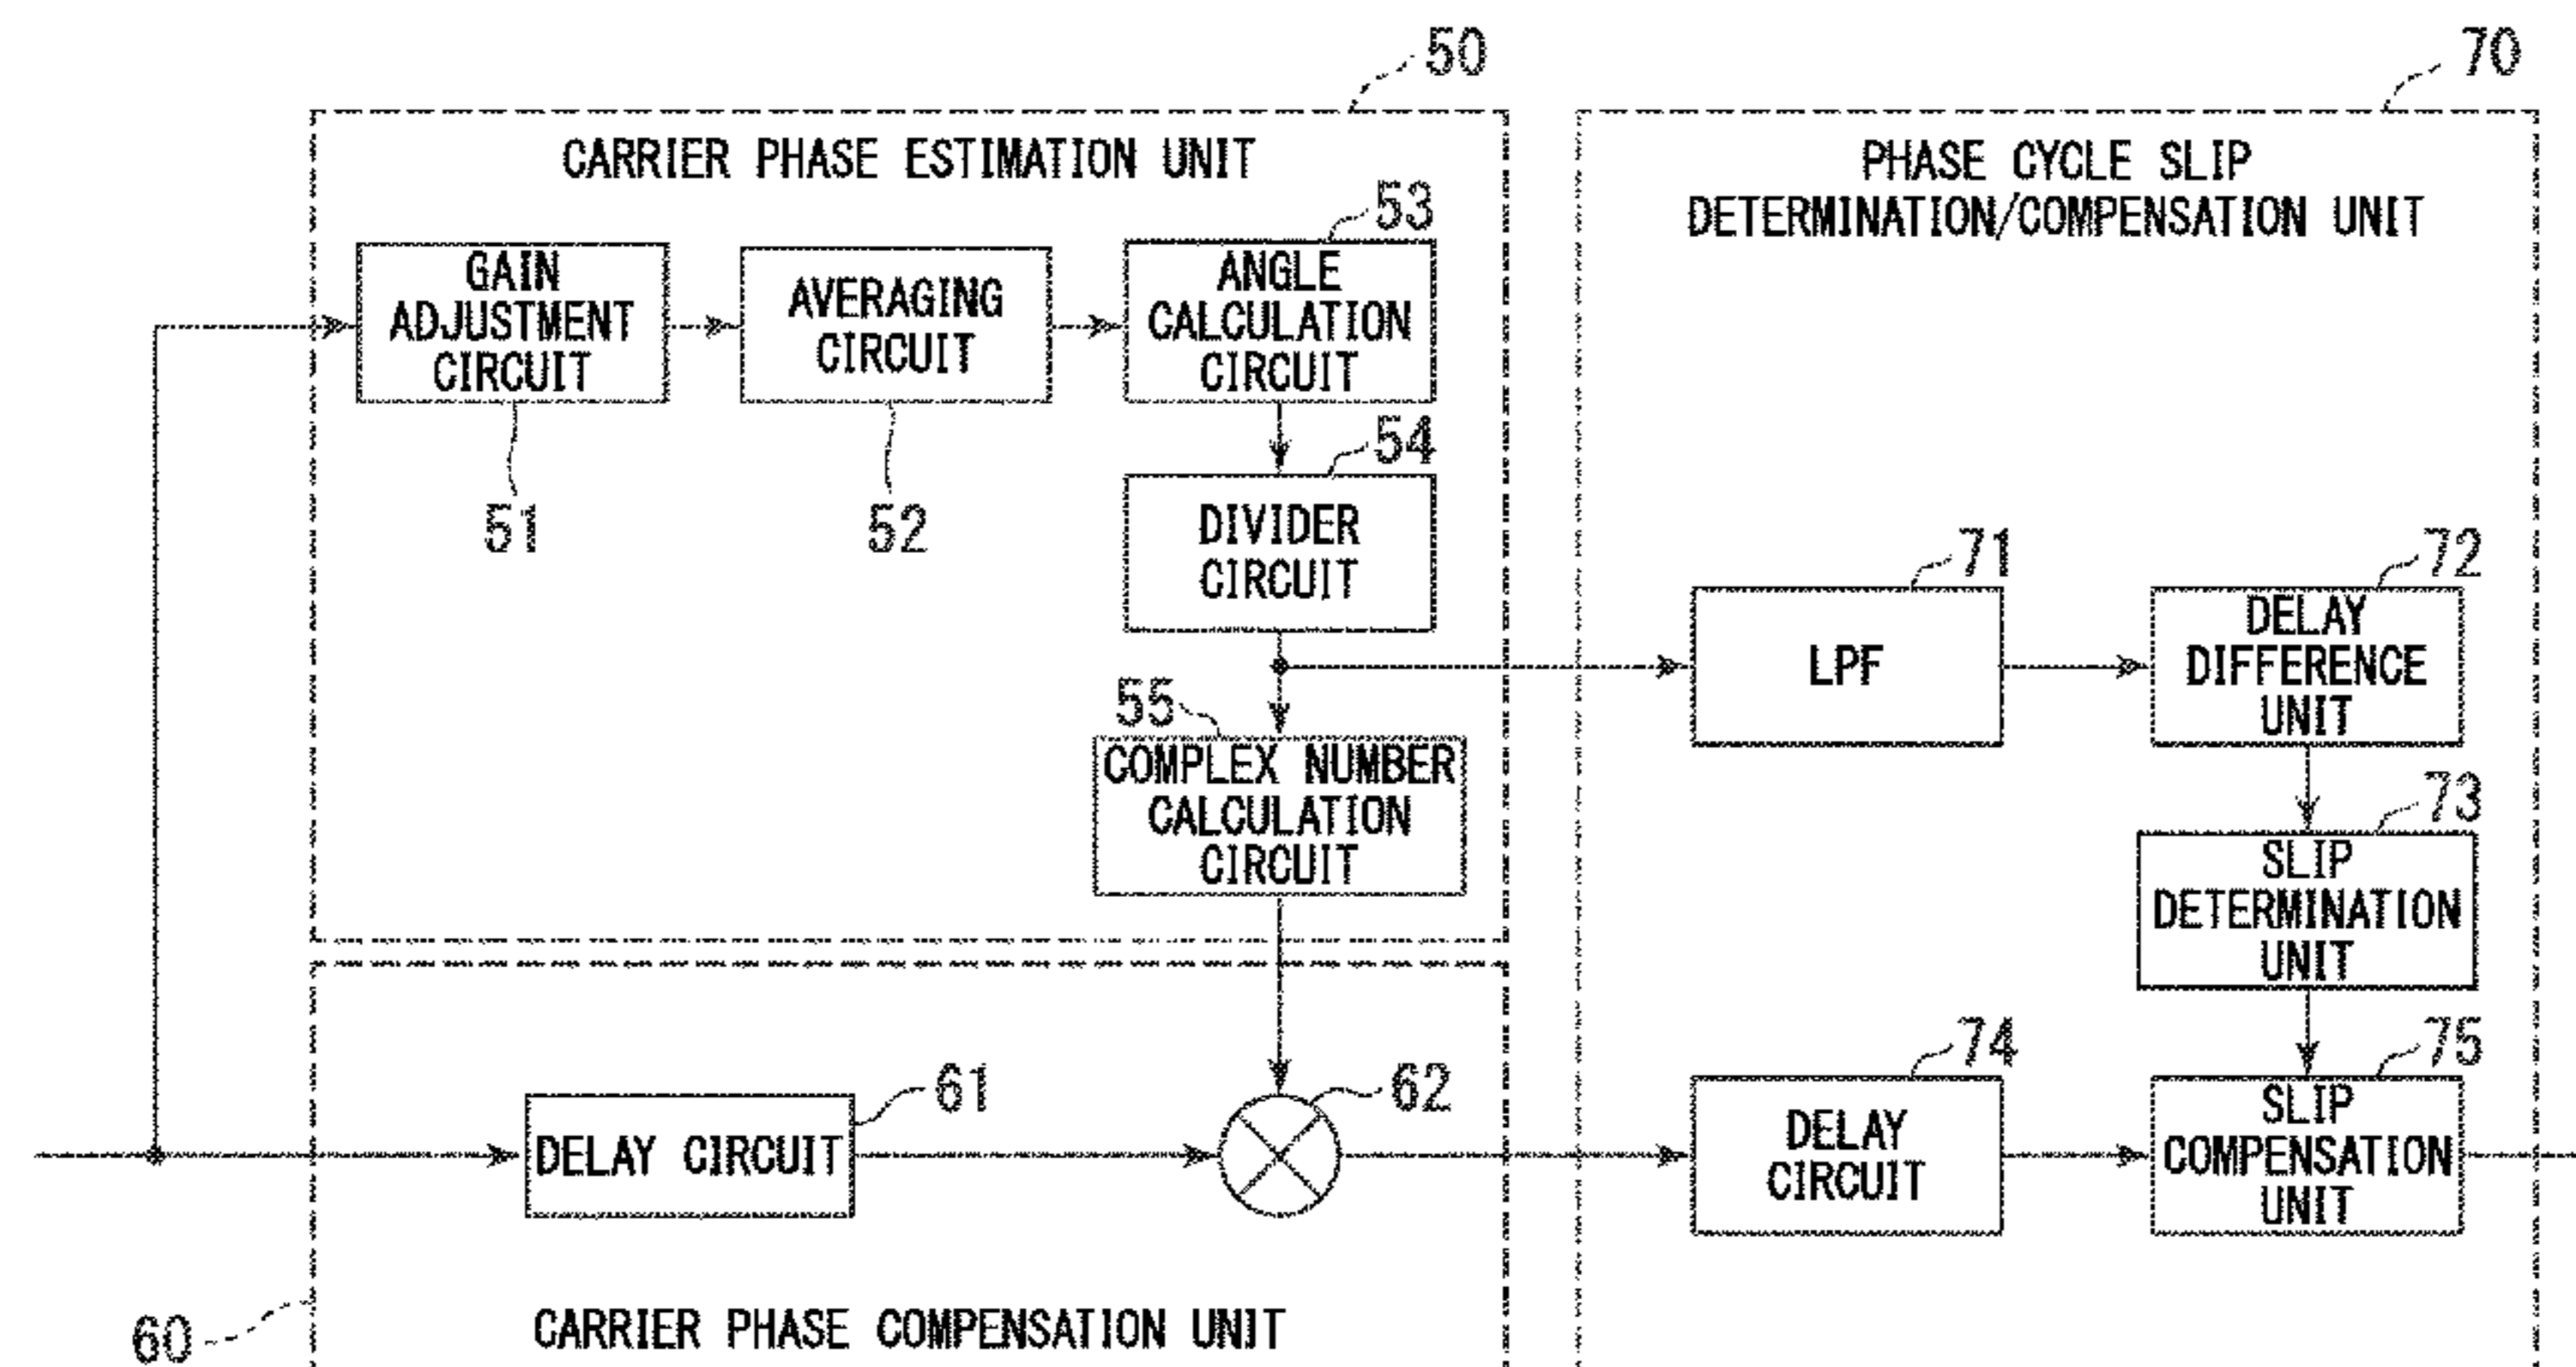 50
70
CARRIER PHASE ESTIMATION UNIT
PHASE CYCLE SLIP
DETERMINATION/COMPENSATION UNIT
53
GAIN
ADJUSTMENT
CIRCUIT
AVERAGING
CIRCUIT
ANGLE
CALCULATION
CIRCUIT
51
52
54
DIVIDER
CIRCUIT
71
72
LPF
DELAY
DIFFERENCE
UNIT
55
COMPLEX NUMBER
CALCULATION
CIRCUIT
73
SLIP
DETERMINATION
UNIT
61
62
74
75
DELAY CIRCUIT
DELAY
CIRCUIT
SLIP
COMPENSATION
UNIT
60
CARRIER PHASE COMPENSATION UNIT